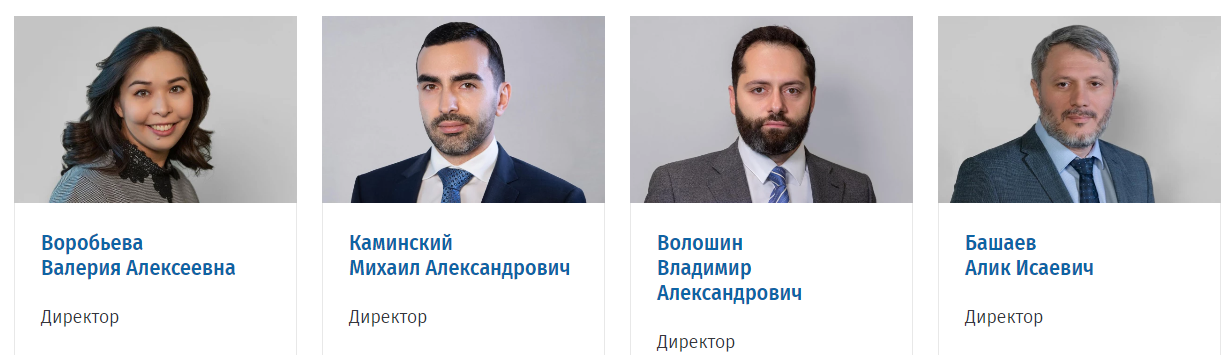 Воробьева
Валерия Алексеевна
Директор
Каминский
Михаил Александрович
Директор
Волошин
Владимир
Александрович
Директор
Башаев
Алик Исаевич
Директор